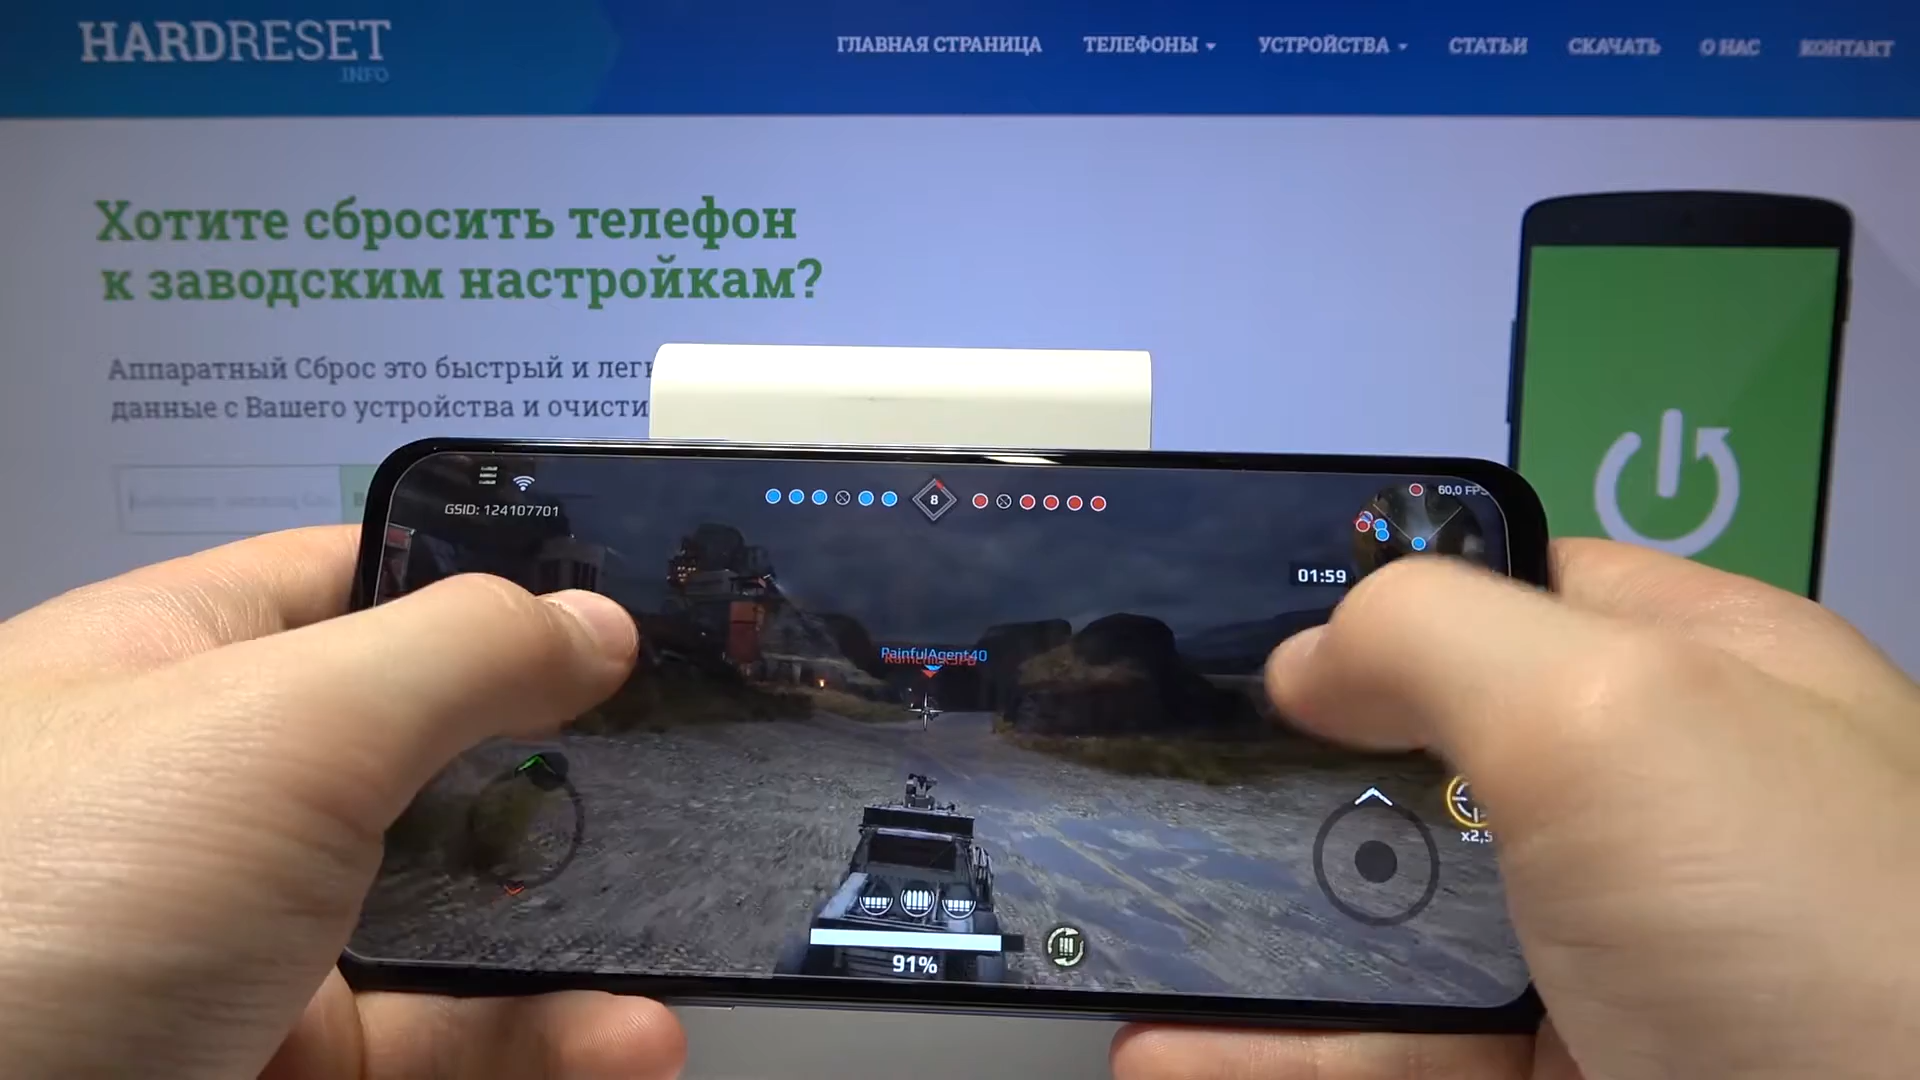 HARDRESET
.INFO
ГЛАВНАЯ СТРАНИЦА
ТЕЛЕФОНЫ
УСТРОЙСТВА
СТАТЬИ
СКАЧАТЬ
О НАС
КОНТАКТ
Хотите сбросить телефон
к заводским настройкам?
Аппаратный Сброс это быстрый и легк
данные с Вашего устройства и очисти
GSID: 124107701
8
60,0 FPS
01:59
PainfulAgent40
x2,5
91%